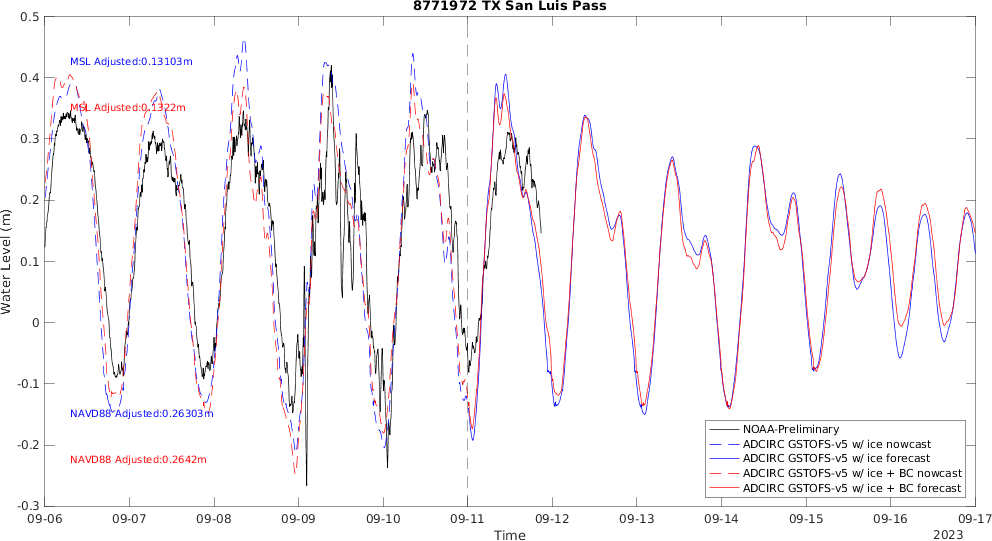 8771972 TX San Luis Pass
0.5
0.4
0.3
0.2
0.1
0
-0.1
-0.2
-0.3
Water Level (m)
MSL Adjusted:0.13103m
MSL Adjusted:0.1322m
NAVD88 Adjusted:0.26303m
NAVD88 Adjusted:0.2642m
NOAA-Preliminary
ADCIRC GSTOFS-v5 w/ ice nowcast
ADCIRC GSTOFS-v5 w/ ice forecast
ADCIRC GSTOFS-v5 w/ ice + BC nowcast
ADCIRC GSTOFS-v5 w/ ice + BC forecast
09-06 09-07 09-08 09-09 09-10 09-11 09-12 09-13 09-14 09-15 09-16 09-17
Time
2023